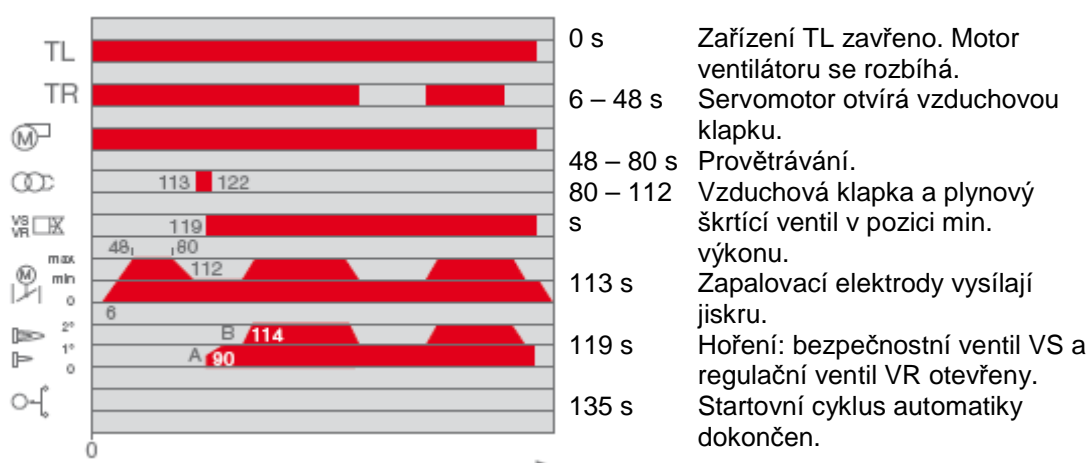 TL
TR
M
113 122
VS
VR
119
48 80
max
M min
0
112
6
2°
1°
0
B 114
A 90
0
0 s Zařízení TL zavřeno. Motor
ventilátoru se rozbíhá.
6 – 48 s Servomotor otvírá vzduchovou
klapku.
48 – 80 s Provětrávání.
80 – 112 Vzduchová klapka a plynový
s škrtící ventil v pozici min.
výkonu.
113 s Zapalovací elektrody vysílají
jiskru.
119 s Hoření: bezpečnostní ventil VS a
regulační ventil VR otevřeny.
135 s Startovní cyklus automatiky
dokončen.